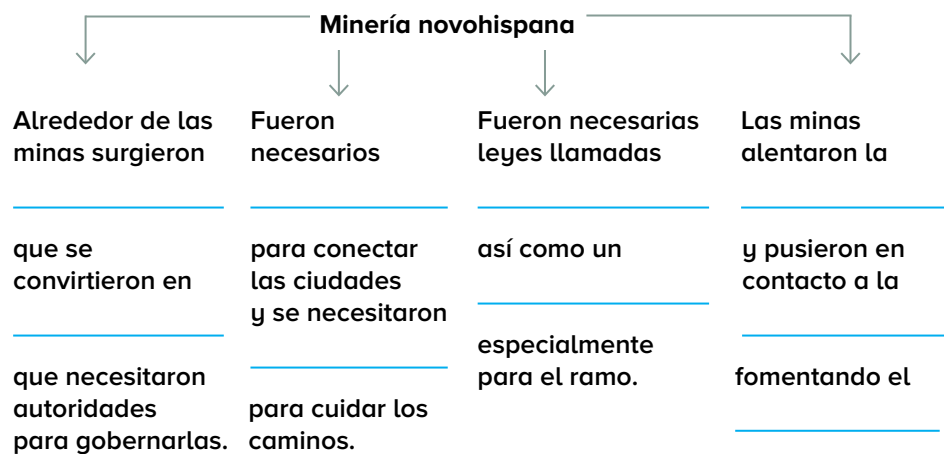 Minería novohispana
Alrededor de las
minas surgieron
que se
convirtieron en
que necesitaron
autoridades
para gobernarlas.
Fueron
necesarios
para conectar
las ciudades
y se necesitaron
para cuidar los
caminos.
Fueron necesarias
leyes llamadas
así como un
especialmente
para el ramo.
Las minas
alentaron la
y pusieron en
contacto a la
fomentando el